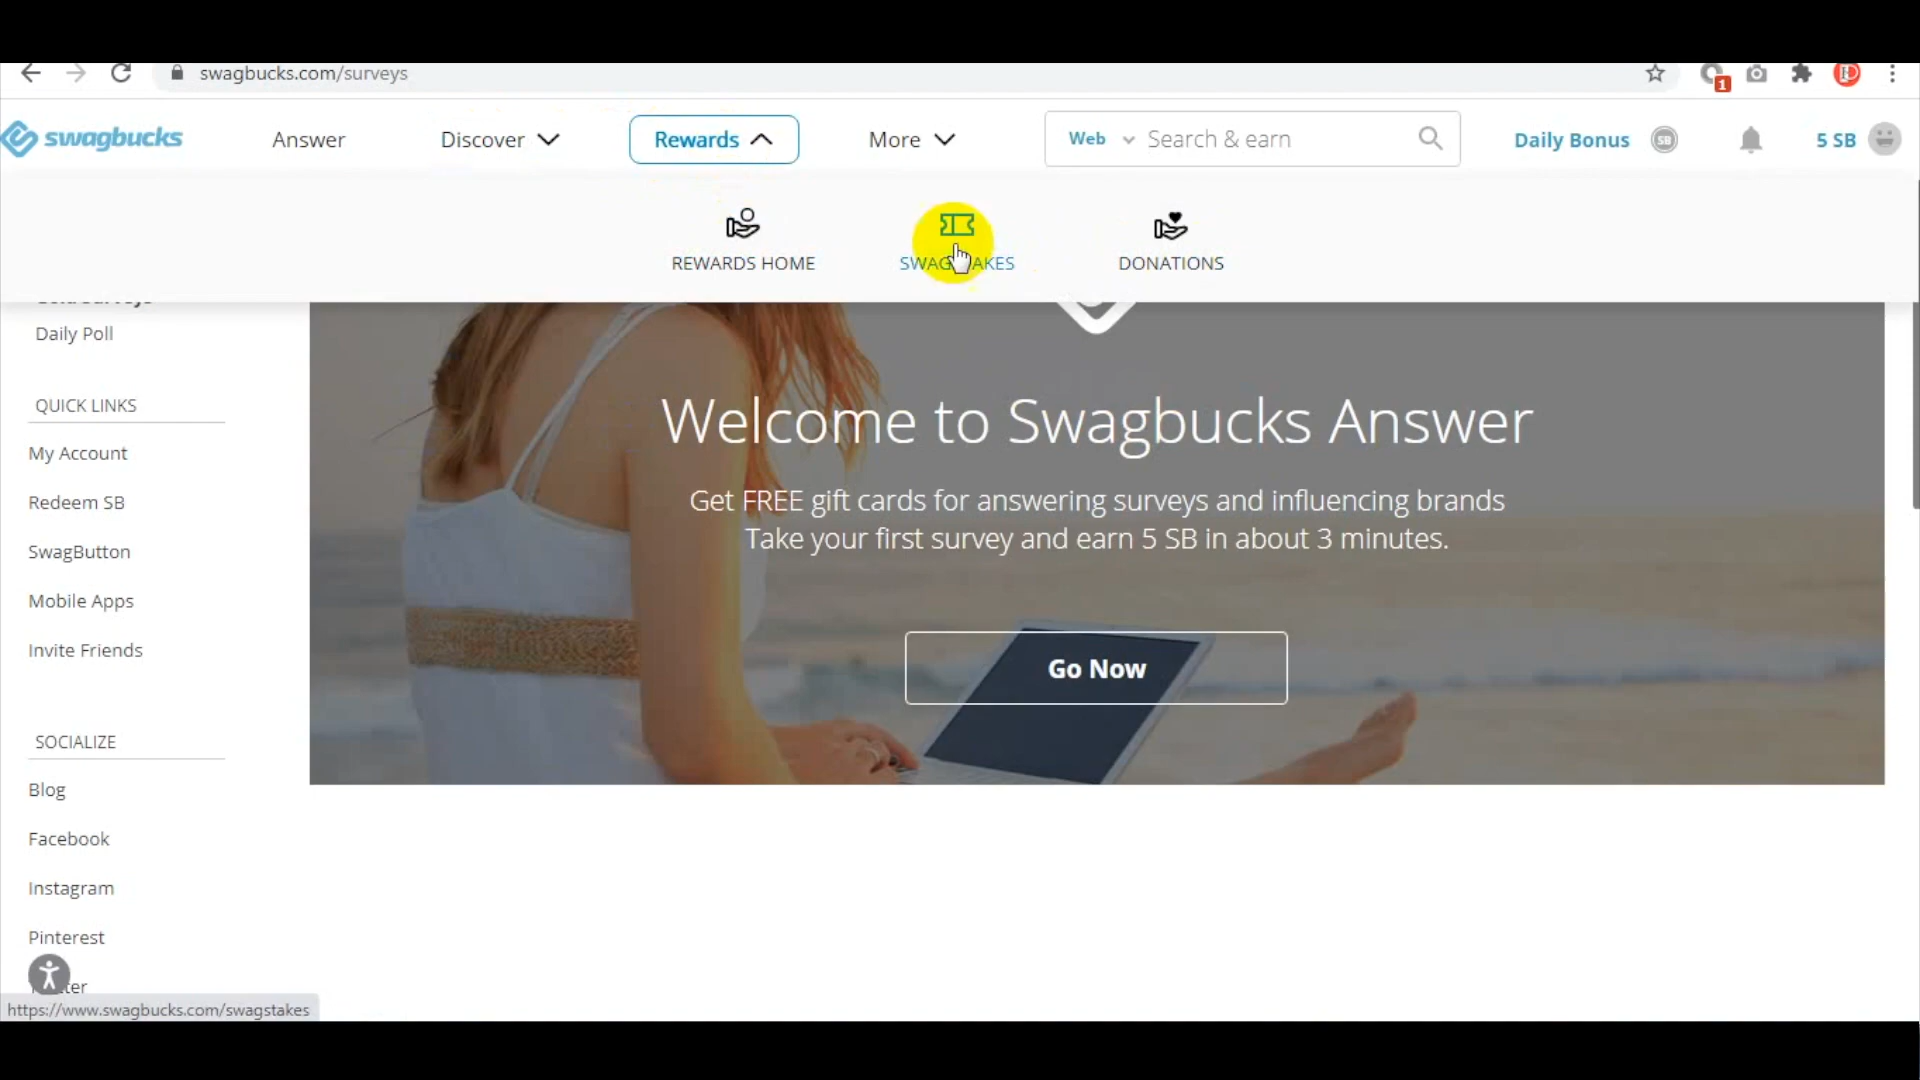 swagbucks.com/surveys
1
swagbucks
Answer
Discover
Rewards
More
Web
Search & earn
Daily Bonus
SB
5 SB
REWARDS HOME
DONATIONS
Daily Poll
QUICK LINKS
My Account
Redeem SB
SwagButton
Mobile Apps
Invite Friends
SOCIALIZE
Blog
Facebook
Instagram
Pinterest
Welcome to Swagbucks Answer
Get FREE gift cards for answering surveys and influencing brands
Take your first survey and earn 5 SB in about 3 minutes.
Go Now
https://www.swagbucks.com/swagstakes